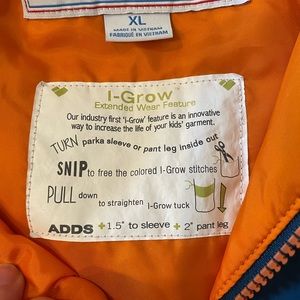 XL
MADE IN VIETNAM
FABRIQUÉ EN VIETNAM
I-Grow™
Extended Wear Feature
Our industry first 'I-Grow' feature is an innovative
way to increase the life of your kids' garment.
TURN parka sleeve or pant leg inside out
SNIP to free the colored I-Grow stitches
PULL down
to straighten I-Grow tuck
ADDS +1.5" to sleeve + 2" pant leg